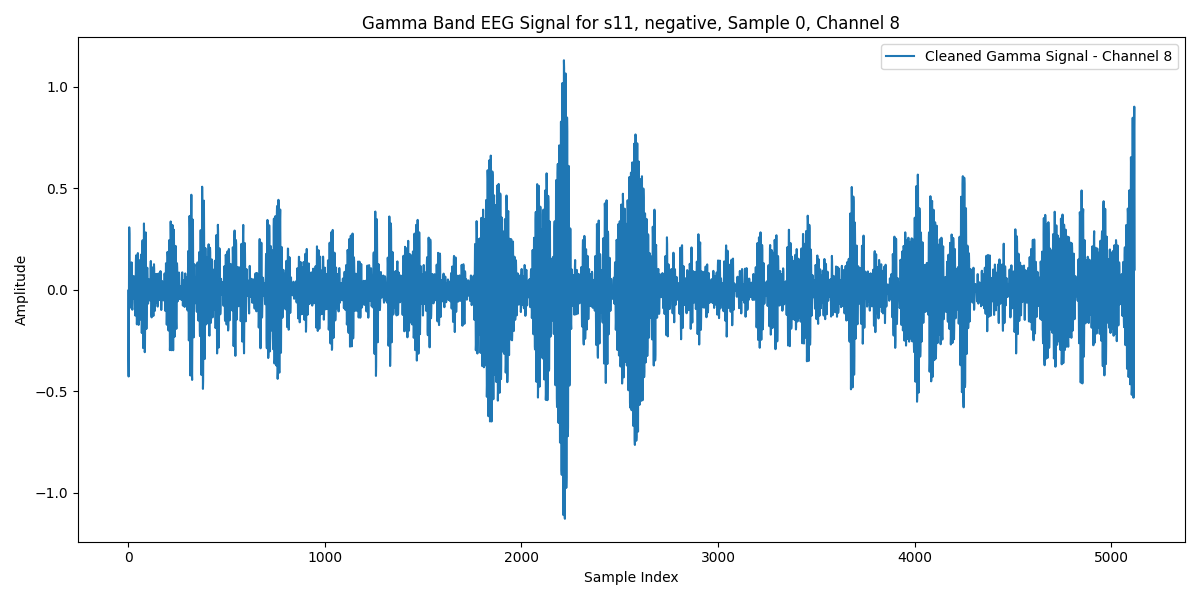 Gamma Band EEG Signal for s11, negative, Sample 0, Channel 8
Cleaned Gamma Signal - Channel 8
1.0
0.5
0.0
−0.5
−1.0
Amplitude
0 1000 2000 3000 4000 5000
Sample Index